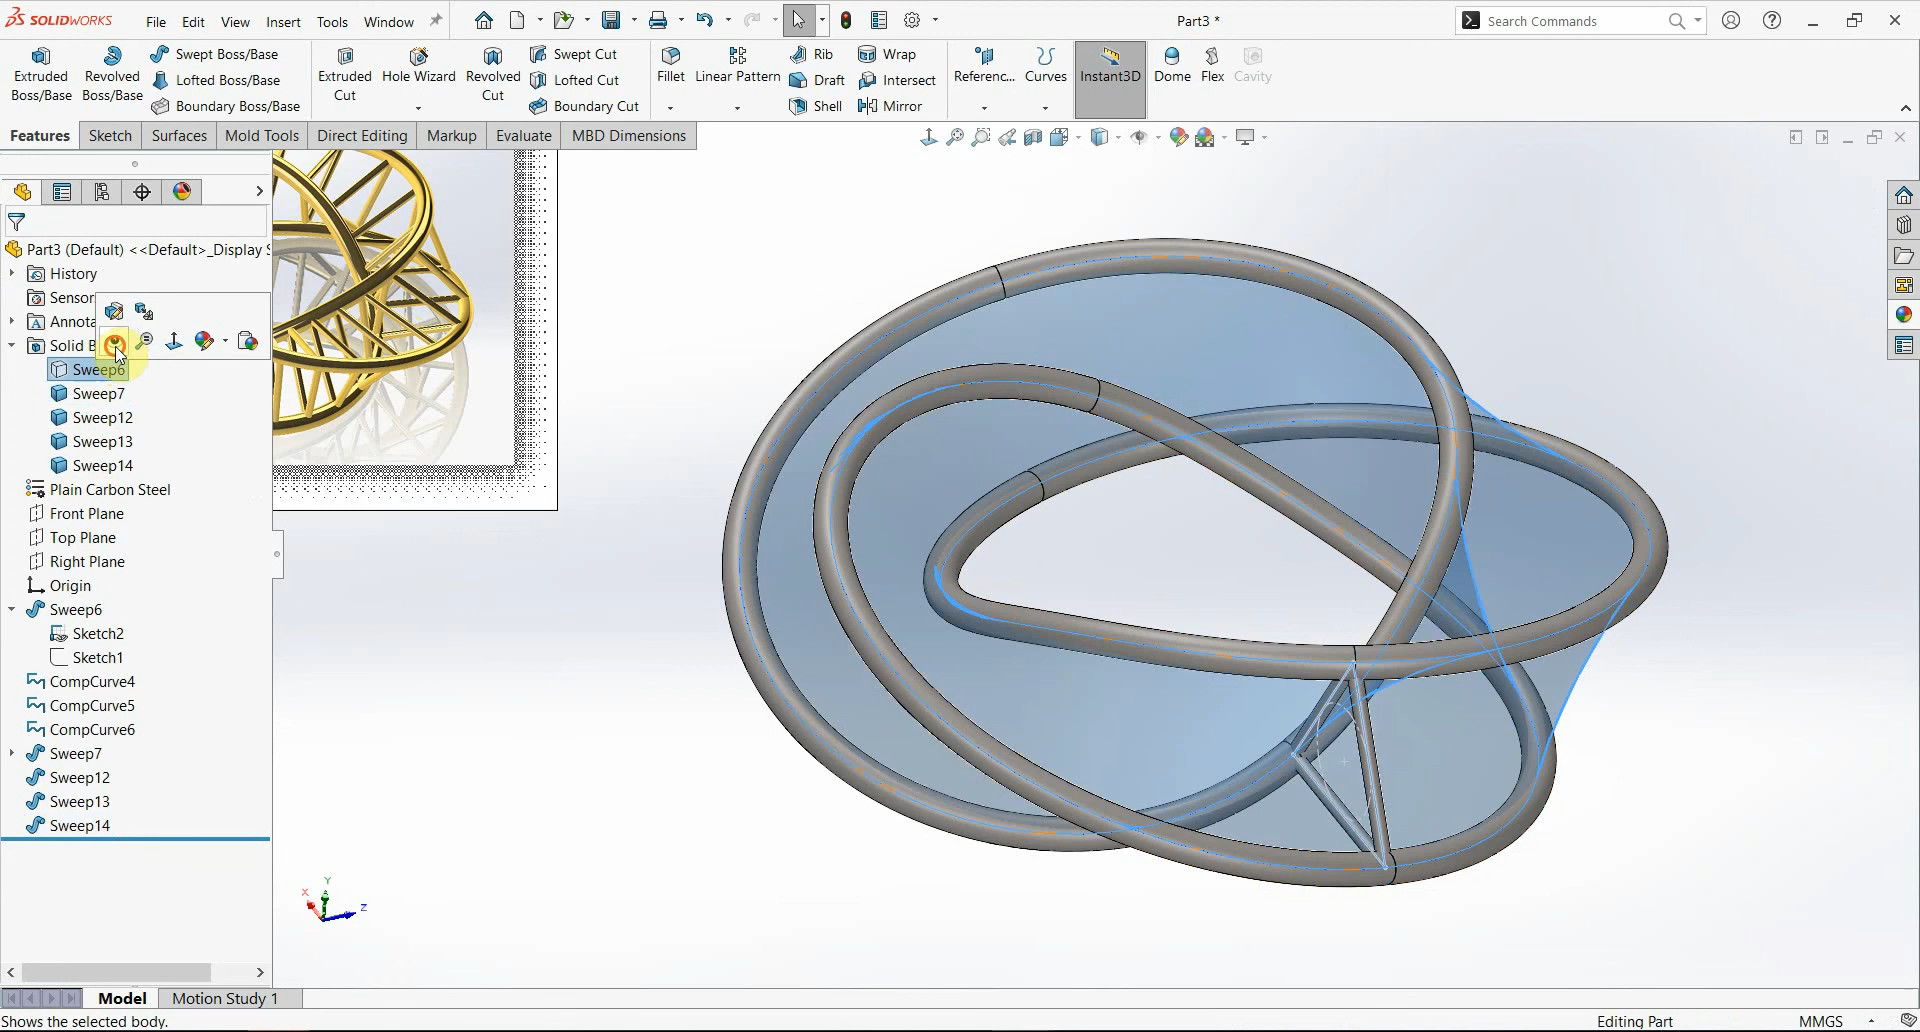 SOLIDWORKS File Edit View Insert Tools Window Part3 * Search Commands
Extruded Boss/Base
Revolved Boss/Base
Swept Boss/Base
Lofted Boss/Base
Boundary Boss/Base
Extruded Cut
Hole Wizard
Revolved Cut
Swept Cut
Lofted Cut
Boundary Cut
Fillet
Linear Pattern
Rib
Draft
Shell
Wrap
Intersect
Mirror
Referenc...
Curves
Instant3D
Dome
Flex
Cavity
Features Sketch Surfaces Mold Tools Direct Editing Markup Evaluate MBD Dimensions
Part3 (Default) <<Default>_Display S
History
Sensor
Annota
Solid B
Sweep6
Sweep7
Sweep12
Sweep13
Sweep14
Plain Carbon Steel
Front Plane
Top Plane
Right Plane
Origin
Sweep6
Sketch2
Sketch1
CompCurve4
CompCurve5
CompCurve6
Sweep7
Sweep12
Sweep13
Sweep14
Y
X
Z
Model Motion Study 1
Shows the selected body. Editing Part MMGS